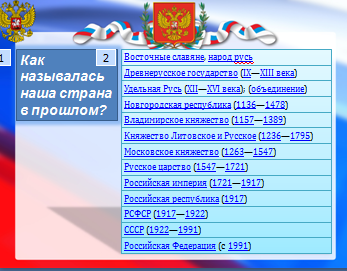 1
2
Как
называлась
наша страна
в прошлом?
Восточные славяне, народ русь
Древнерусское государство (IX—XIII века)
Удельная Русь (XII—XVI века); (объединение)
Новгородская республика (1136—1478)
Владимирское княжество (1157—1389)
Княжество Литовское и Русское (1236—1795)
Московское княжество (1263—1547)
Русское царство (1547—1721)
Российская империя (1721—1917)
Российская республика (1917)
РСФСР (1917—1922)
СССР (1922—1991)
Российская Федерация (с 1991)